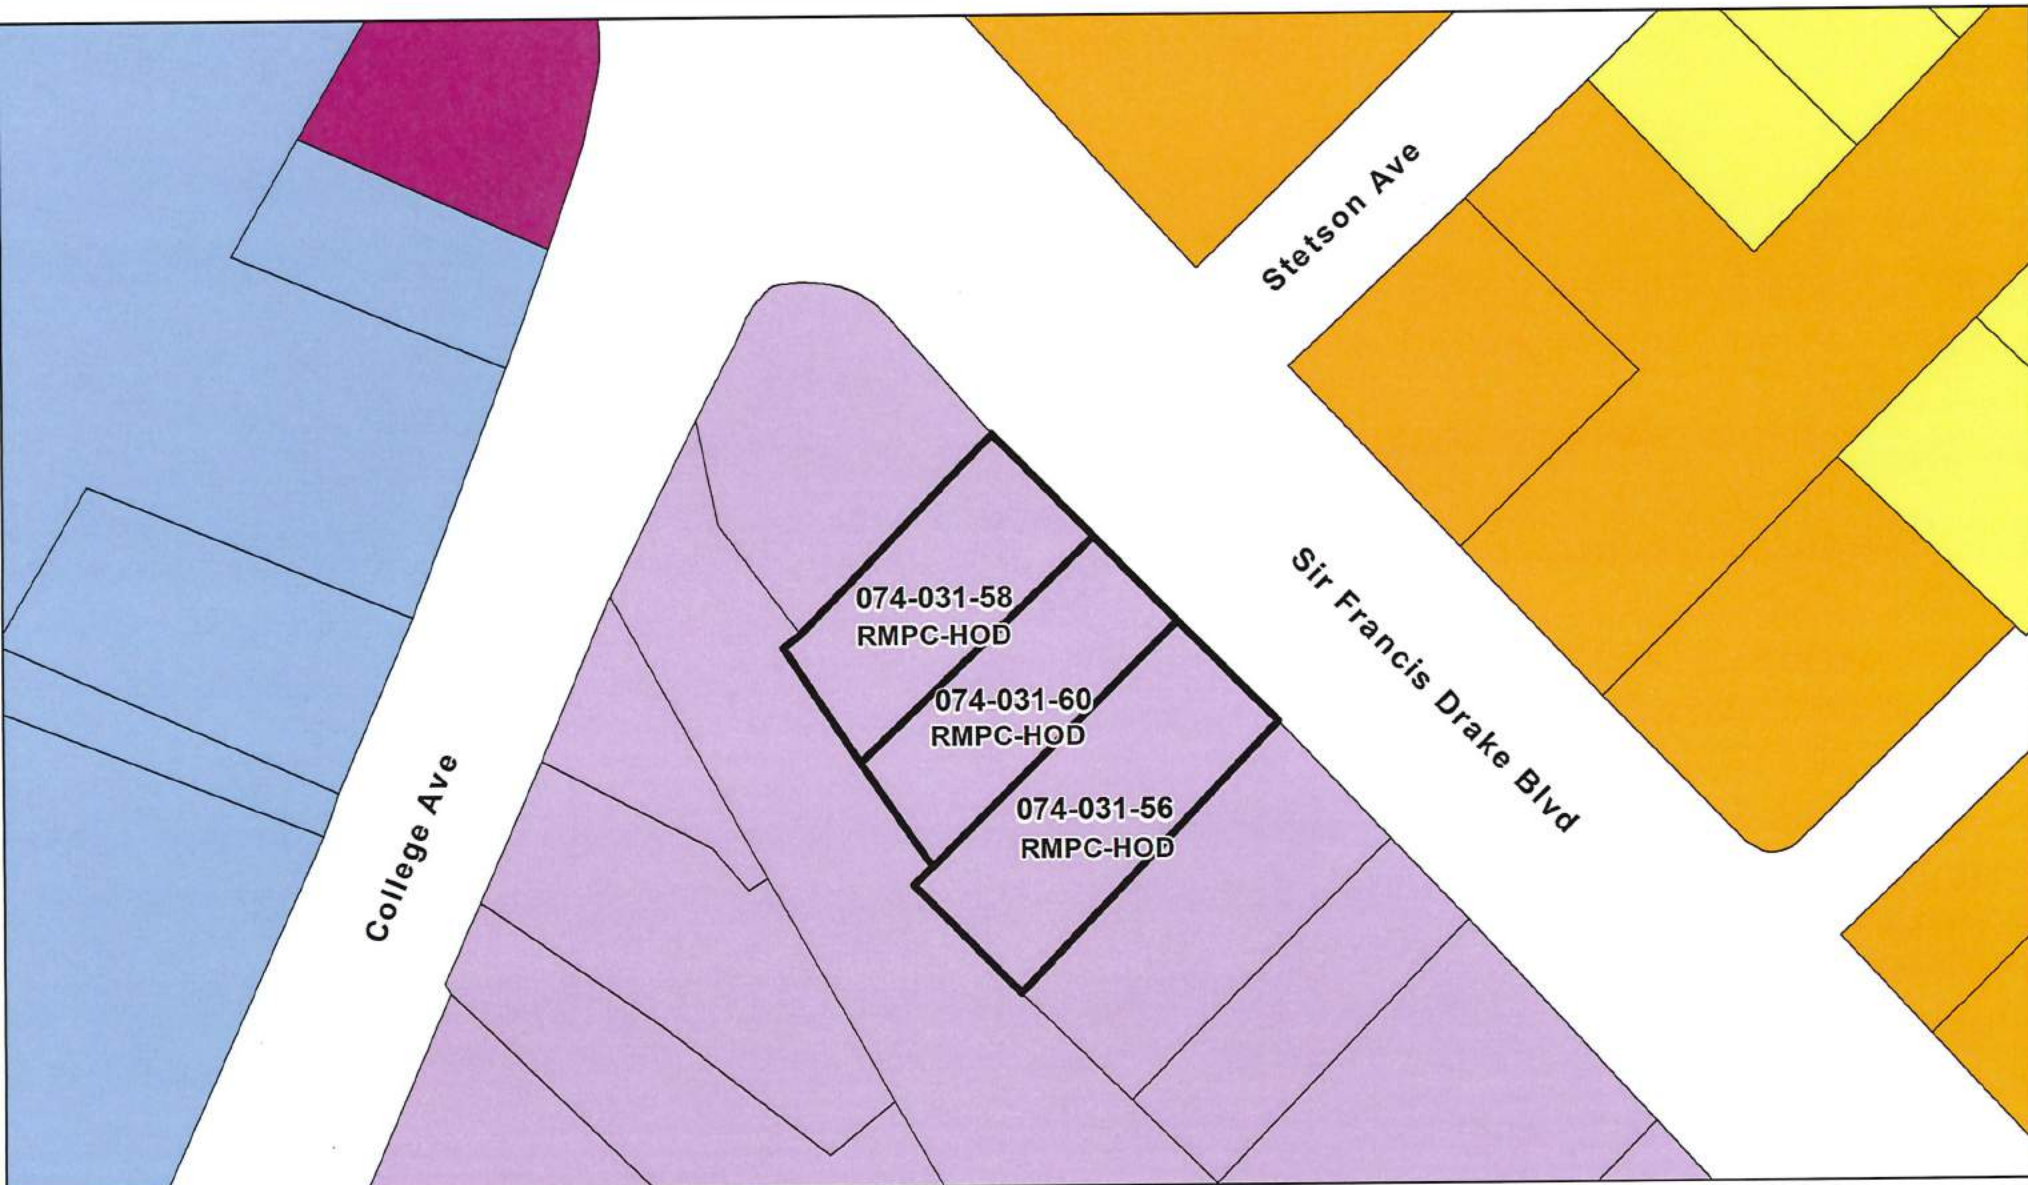 Stetson Ave
Sir Francis Drake Blvd
074-031-58
RMPC-HOD
074-031-60
RMPC-HOD
074-031-56
RMPC-HOD
College Ave